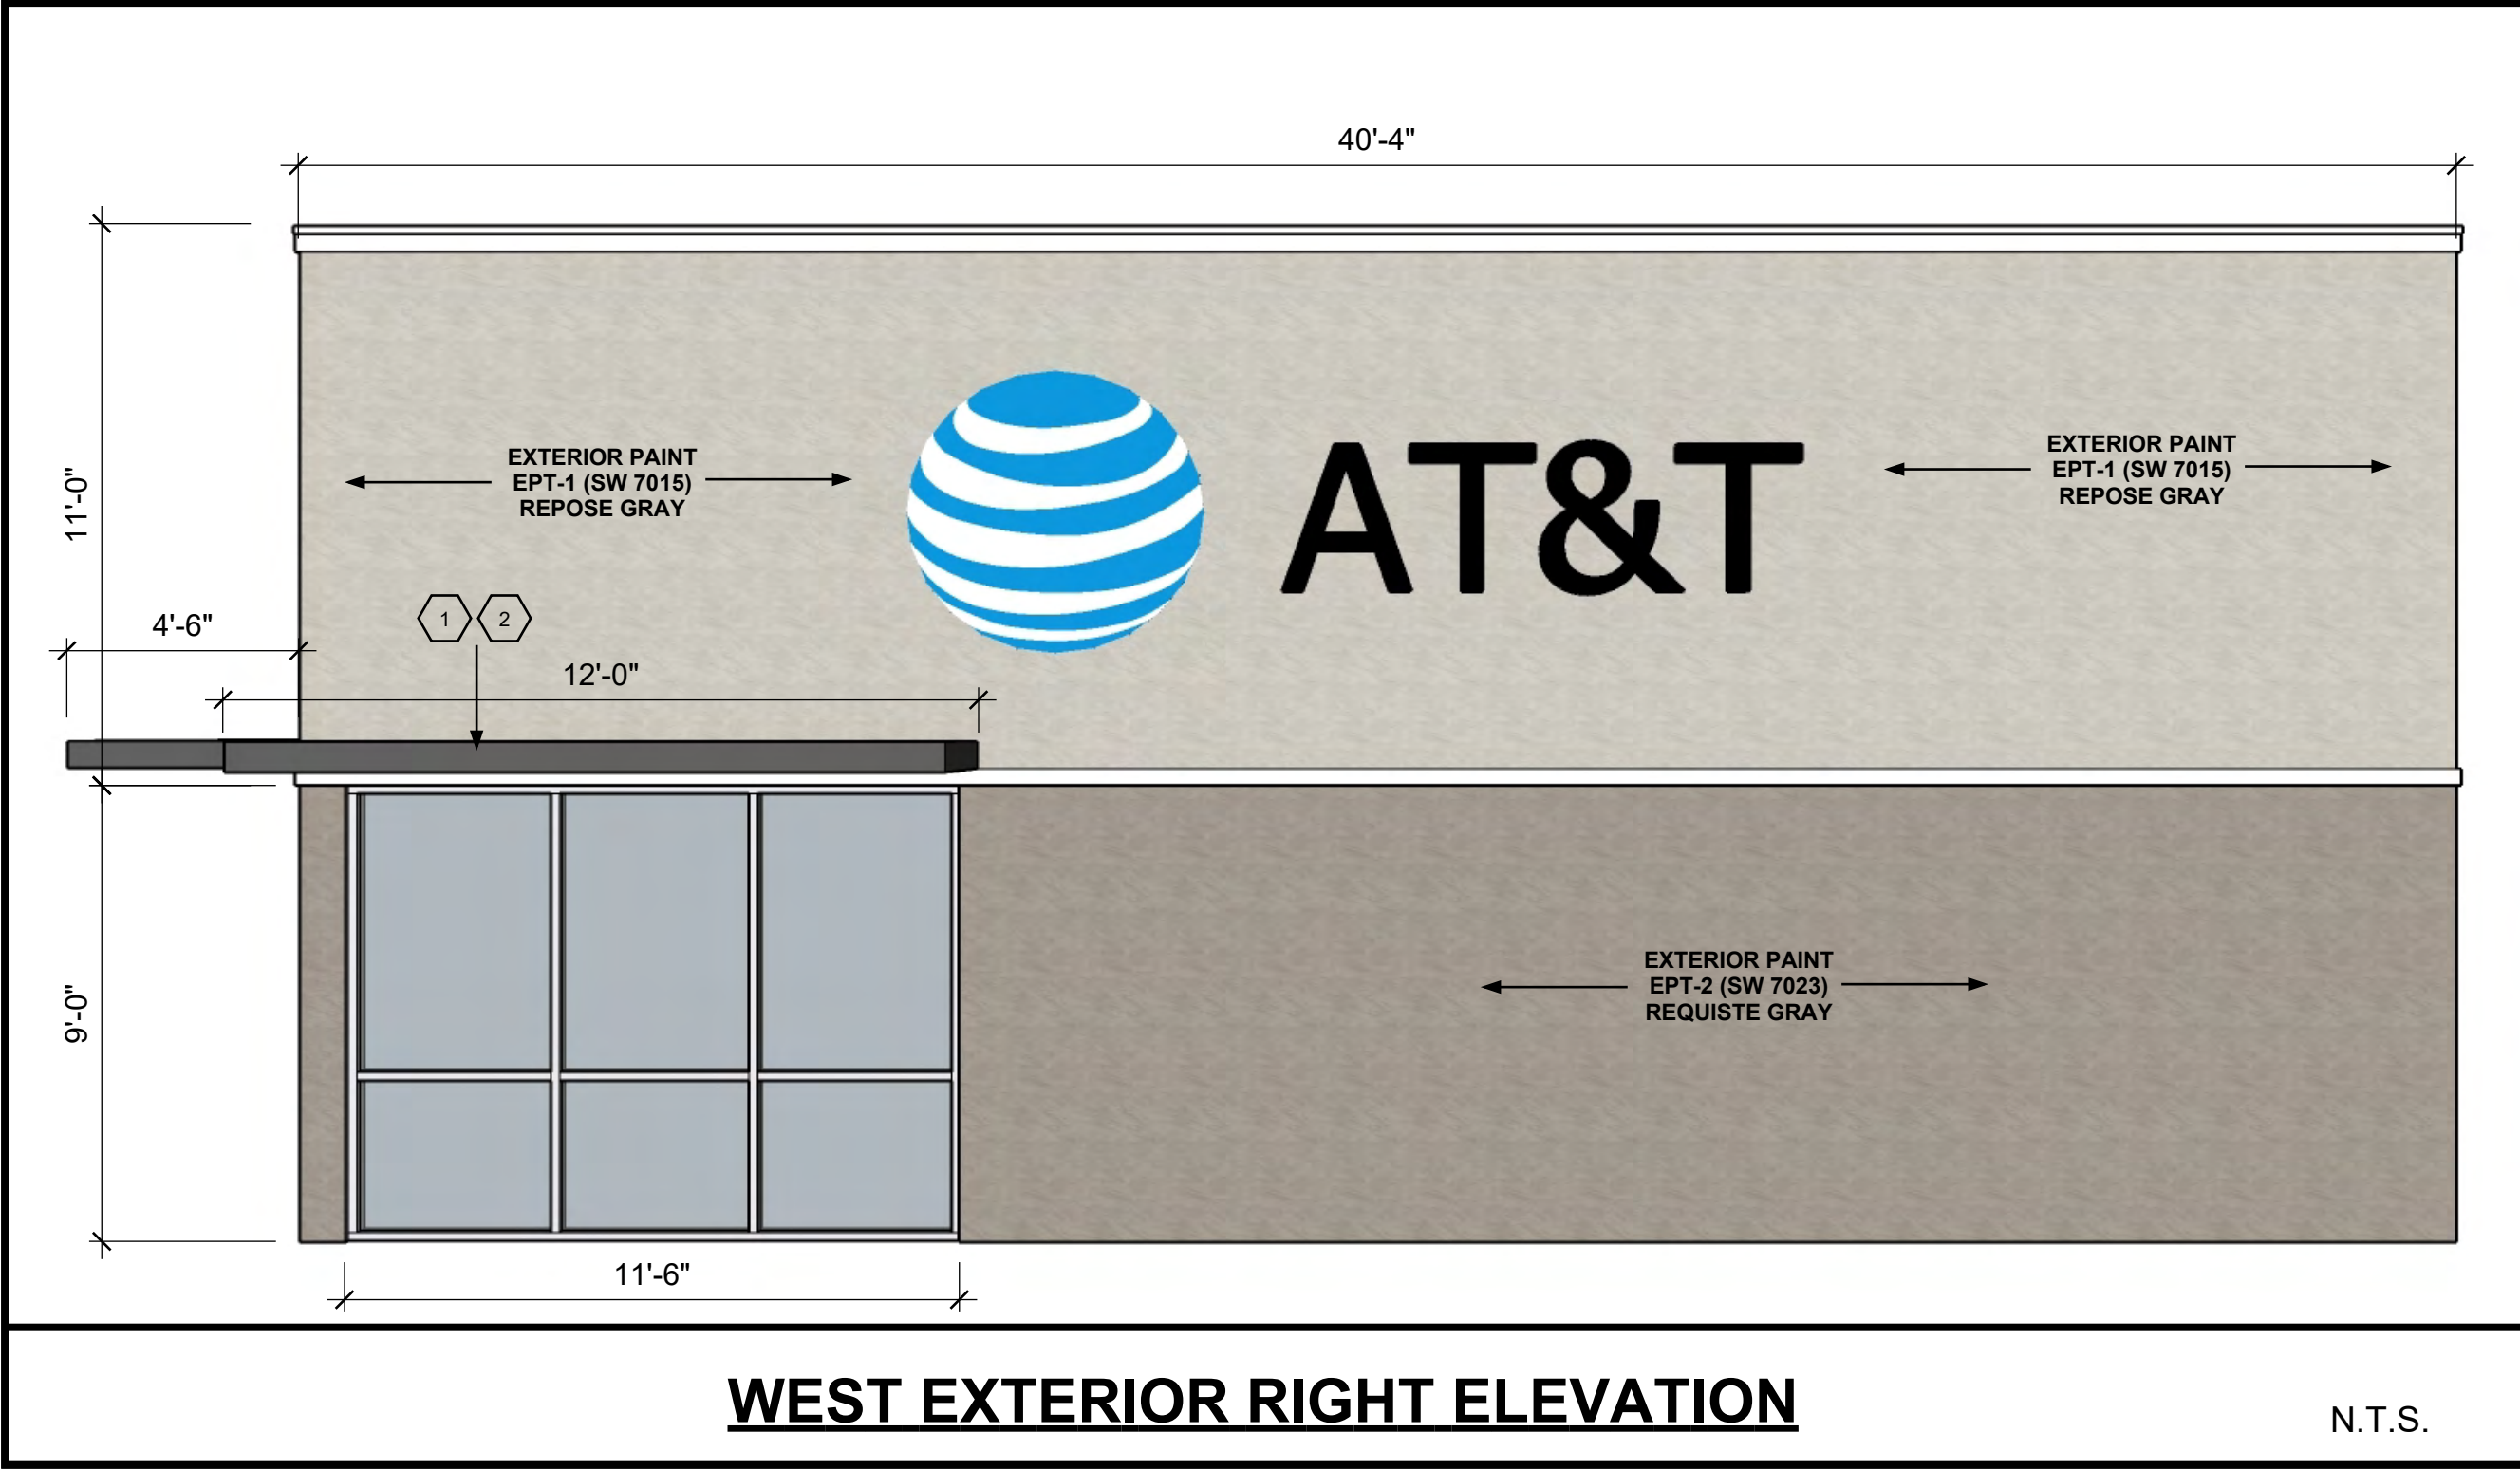 40'-4"
EXTERIOR PAINT
EPT-1 (SW 7015)
REPOSE GRAY
AT&T
EXTERIOR PAINT
EPT-1 (SW 7015)
REPOSE GRAY
11'-0"
1 2
4'-6"
12'-0"
EXTERIOR PAINT
EPT-2 (SW 7023)
REQUISTE GRAY
9'-0"
11'-6"
WEST EXTERIOR RIGHT ELEVATION
N.T.S.